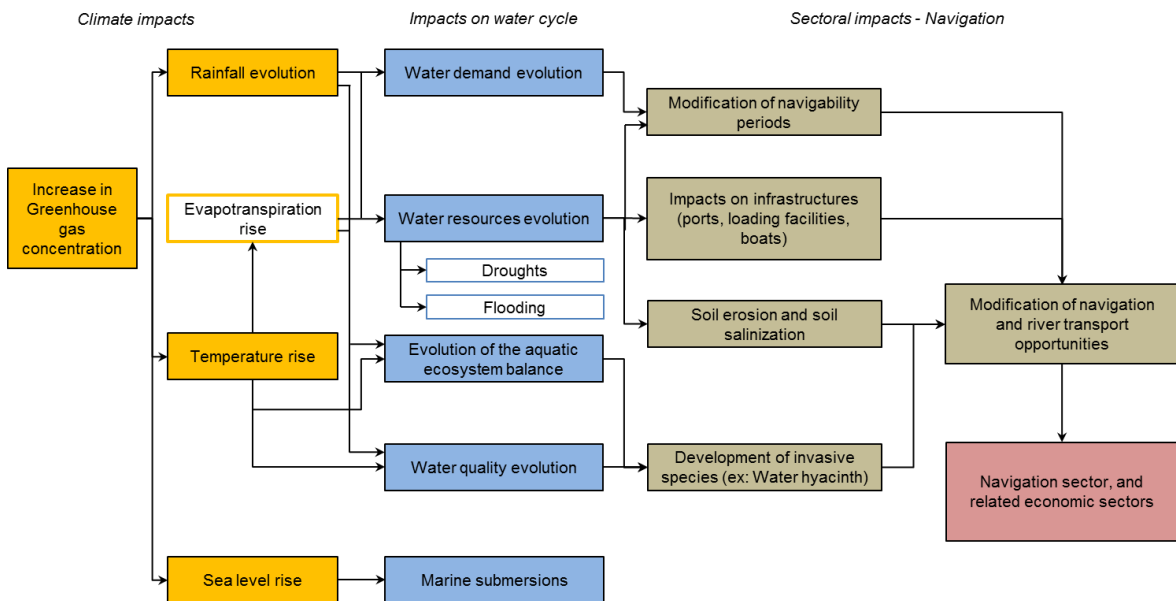 Climate impacts
Impacts on water cycle
Sectoral impacts - Navigation
Increase in
Greenhouse
gas
concentration
Rainfall evolution
Evapotranspiration
rise
Temperature rise
Sea level rise
Water demand evolution
Water resources evolution
Droughts
Flooding
Evolution of the aquatic
ecosystem balance
Water quality evolution
Marine submersions
Modification of navigability
periods
Impacts on infrastructures
(ports, loading facilities,
boats)
Soil erosion and soil
salinization
Development of invasive
species (ex: Water hyacinth)
Modification of navigation
and river transport
opportunities
Navigation sector, and
related economic sectors